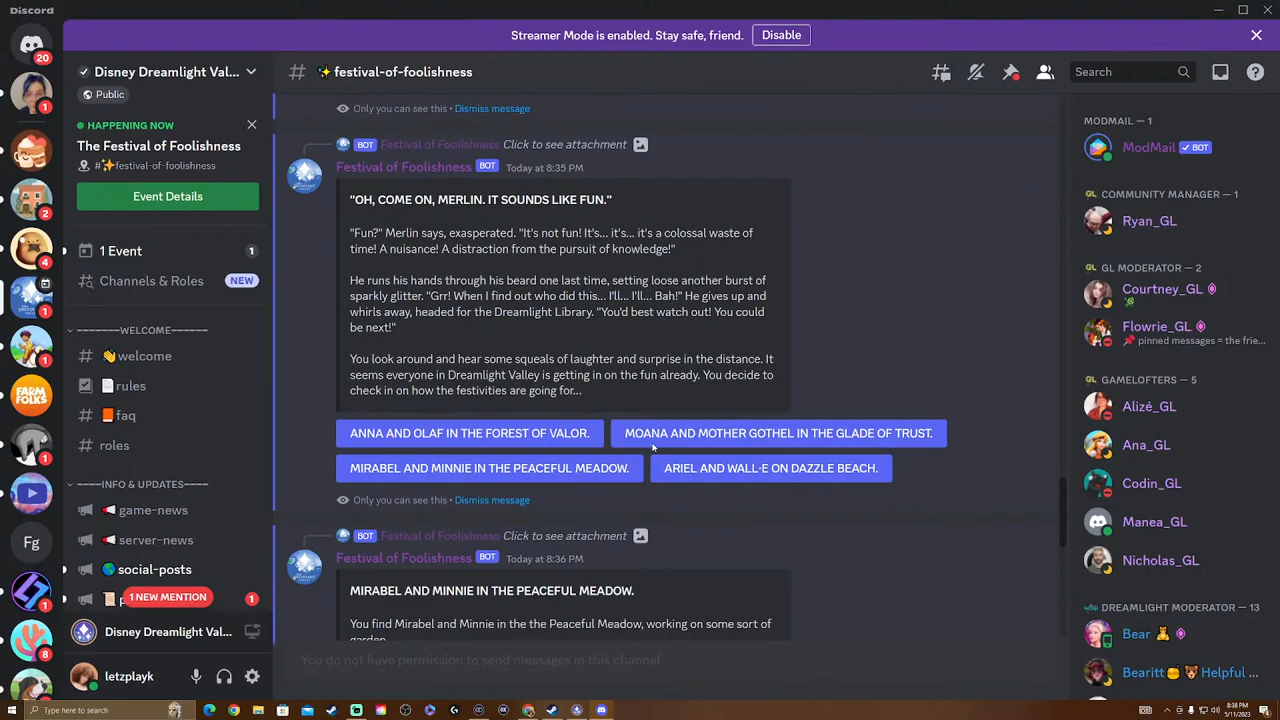 Discord
Streamer Mode is enabled. Stay safe, friend. Disable
20
1
2
4
1
1
Fg
1
8
1
Disney Dreamlight Val...
Public
HAPPENING NOW
The Festival of Foolishness
#✨festival-of-foolishness
Event Details
1 Event 1
Channels & Roles NEW
-------WELCOME------
👋welcome
📄rules
📙faq
roles
------INFO & UPDATES-----
📢game-news
📢server-news
🌎social-posts
1 NEW MENTION 1
Disney Dreamlight Val...
letzplayk
✨festival-of-foolishness
Search
Only you can see this • Dismiss message
BOT Festival of Foolishness Click to see attachment
Festival of Foolishness BOT Today at 8:35 PM
"OH, COME ON, MERLIN. IT SOUNDS LIKE FUN."
"Fun?" Merlin says, exasperated. "It's not fun! It's... it's... it's a colossal waste of
time! A nuisance! A distraction from the pursuit of knowledge!"
He runs his hands through his beard one last time, setting loose another burst of
sparkly glitter. "Grr! When I find out who did this... I'll... I'll... Bah!" He gives up and
whirls away, headed for the Dreamlight Library. "You'd best watch out! You could
be next!"
You look around and hear some squeals of laughter and surprise in the distance. It
seems everyone in Dreamlight Valley is getting in on the fun already. You decide to
check in on how the festivities are going for...
ANNA AND OLAF IN THE FOREST OF VALOR.
MOANA AND MOTHER GOTHEL IN THE GLADE OF TRUST.
MIRABEL AND MINNIE IN THE PEACEFUL MEADOW.
ARIEL AND WALL·E ON DAZZLE BEACH.
Only you can see this • Dismiss message
BOT Festival of Foolishness Click to see attachment
Festival of Foolishness BOT Today at 8:36 PM
MIRABEL AND MINNIE IN THE PEACEFUL MEADOW.
You find Mirabel and Minnie in the the Peaceful Meadow, working on some sort of
garden
You do not have permission to send messages in this channel
MODMAIL — 1
ModMail ✓ BOT
COMMUNITY MANAGER — 1
Ryan_GL
GL MODERATOR — 2
Courtney_GL
Flowrie_GL
📌 pinned messages = the frie...
GAMELOFTERS — 5
Alizé_GL
Ana_GL
Codin_GL
Manea_GL
Nicholas_GL
DREAMLIGHT MODERATOR — 13
Bear 🧸
Bearitt🍯🐻 Helpful ...
Type here to search
8:38 PM
5/11/2023